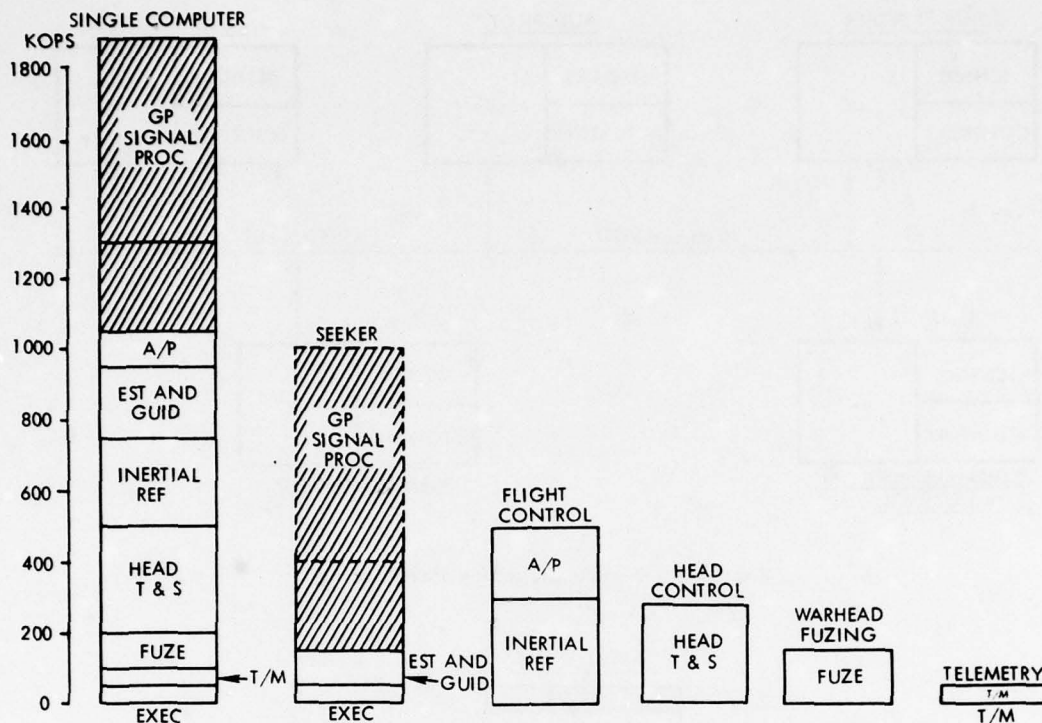 SINGLE COMPUTER
KOPS
1800
1600
1400
1200
1000
800
600
400
200
0
GP
SIGNAL
PROC
A/P
EST AND
GUID
INERTIAL
REF
HEAD
T & S
FUZE
T/M
EXEC
SEEKER
GP
SIGNAL
PROC
EST AND
GUID
EXEC
FLIGHT
CONTROL
A/P
INERTIAL
REF
HEAD
CONTROL
HEAD
T & S
WARHEAD
FUZING
FUZE
TELEMETRY
T/M
T/M